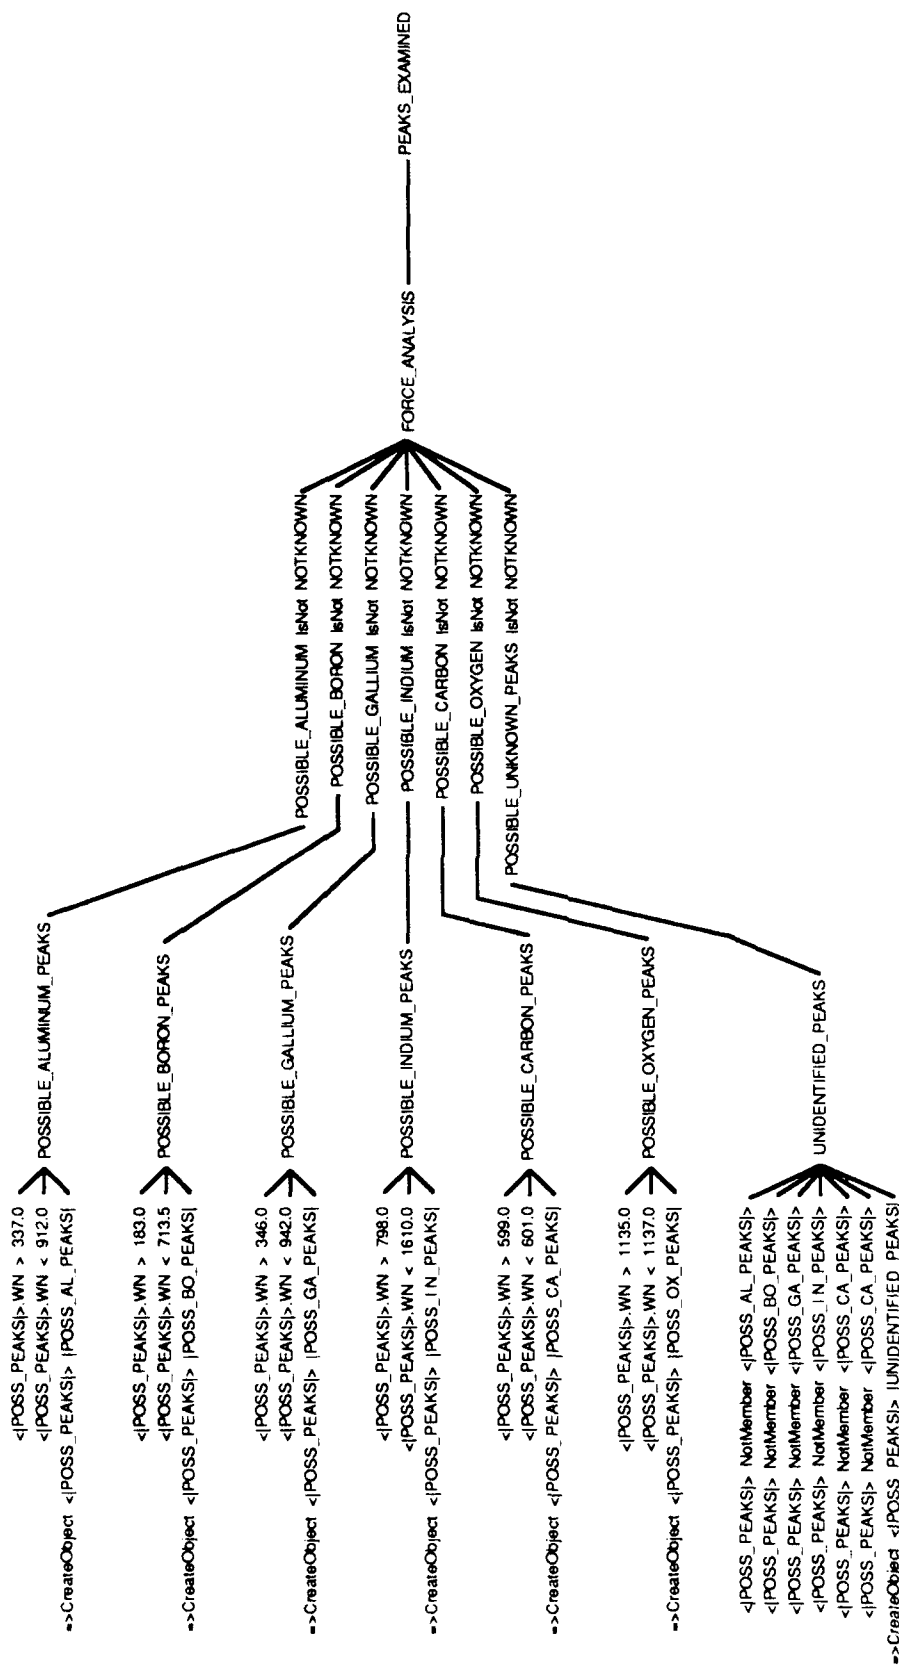 <|POSS_PEAKS|>.WN > 337.0
<|POSS_PEAKS|>.WN < 912.0
=>CreateObject <|POSS_PEAKS|> |POSS_AL_PEAKS|
POSSIBLE_ALUMINUM_PEAKS
<|POSS_PEAKS|>.WN > 183.0
<|POSS_PEAKS|>.WN < 713.5
=>CreateObject <|POSS_PEAKS|> |POSS_BO_PEAKS|
POSSIBLE_BORON_PEAKS
<|POSS_PEAKS|>.WN > 346.0
<|POSS_PEAKS|>.WN < 942.0
=>CreateObject <|POSS_PEAKS|> |POSS_GA_PEAKS|
POSSIBLE_GALLIUM_PEAKS
<|POSS_PEAKS|>.WN > 798.0
<|POSS_PEAKS|>.WN < 1610.0
=>CreateObject <|POSS_PEAKS|> |POSS_IN_PEAKS|
POSSIBLE_INDIUM_PEAKS
<|POSS_PEAKS|>.WN > 599.0
<|POSS_PEAKS|>.WN < 601.0
=>CreateObject <|POSS_PEAKS|> |POSS_CA_PEAKS|
POSSIBLE_CARBON_PEAKS
<|POSS_PEAKS|>.WN > 1135.0
<|POSS_PEAKS|>.WN < 1137.0
=>CreateObject <|POSS_PEAKS|> |POSS_OX_PEAKS|
POSSIBLE_OXYGEN_PEAKS
<|POSS_PEAKS|> NotMember <|POSS_AL_PEAKS|>
<|POSS_PEAKS|> NotMember <|POSS_BO_PEAKS|>
<|POSS_PEAKS|> NotMember <|POSS_GA_PEAKS|>
<|POSS_PEAKS|> NotMember <|POSS_IN_PEAKS|>
<|POSS_PEAKS|> NotMember <|POSS_CA_PEAKS|>
<|POSS_PEAKS|> NotMember <|POSS_CA_PEAKS|>
=>CreateObject <|POSS_PEAKS|> |UNIDENTIFIED_PEAKS|
UNIDENTIFIED_PEAKS
POSSIBLE_ALUMINUM IsNot NOTKNOWN
POSSIBLE_BORON IsNot NOTKNOWN
POSSIBLE_GALLIUM IsNot NOTKNOWN
POSSIBLE_INDIUM IsNot NOTKNOWN
POSSIBLE_CARBON IsNot NOTKNOWN
POSSIBLE_OXYGEN IsNot NOTKNOWN
POSSIBLE_UNKNOWN_PEAKS IsNot NOTKNOWN
FORCE_ANALYSIS
PEAKS_EXAMINED